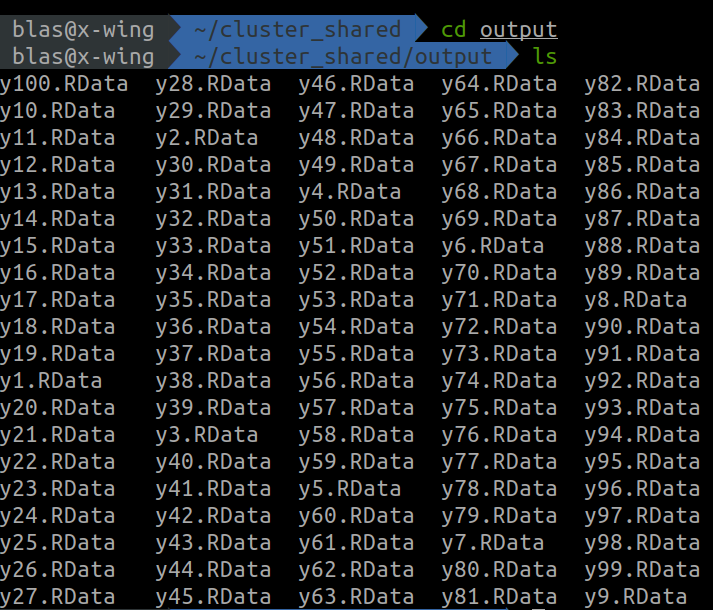 blas@x-wing ~/cluster_shared cd output
blas@x-wing ~/cluster_shared/output ls
y100.RData y28.RData y46.RData y64.RData y82.RData
y10.RData y29.RData y47.RData y65.RData y83.RData
y11.RData y2.RData y48.RData y66.RData y84.RData
y12.RData y30.RData y49.RData y67.RData y85.RData
y13.RData y31.RData y4.RData y68.RData y86.RData
y14.RData y32.RData y50.RData y69.RData y87.RData
y15.RData y33.RData y51.RData y6.RData y88.RData
y16.RData y34.RData y52.RData y70.RData y89.RData
y17.RData y35.RData y53.RData y71.RData y8.RData
y18.RData y36.RData y54.RData y72.RData y90.RData
y19.RData y37.RData y55.RData y73.RData y91.RData
y1.RData y38.RData y56.RData y74.RData y92.RData
y20.RData y39.RData y57.RData y75.RData y93.RData
y21.RData y3.RData y58.RData y76.RData y94.RData
y22.RData y40.RData y59.RData y77.RData y95.RData
y23.RData y41.RData y5.RData y78.RData y96.RData
y24.RData y42.RData y60.RData y79.RData y97.RData
y25.RData y43.RData y61.RData y7.RData y98.RData
y26.RData y44.RData y62.RData y80.RData y99.RData
y27.RData y45.RData y63.RData y81.RData y9.RData